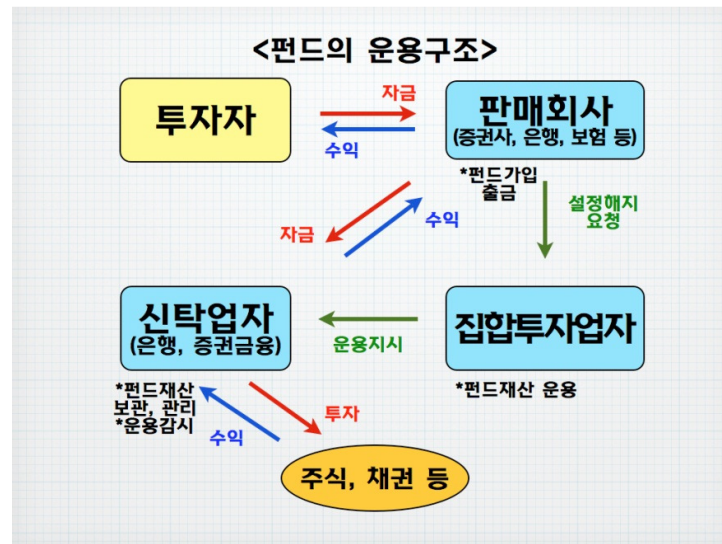 <펀드의 운용구조>
투자자
자금
수익
판매회사
(증권사, 은행, 보험 등)
*펀드가입
출금
설정해지
요청
자금
수익
신탁업자
(은행, 증권금융)
운용지시
집합투자업자
*펀드재산
보관, 관리
*운용감시
*펀드재산 운용
투자
수익
주식, 채권 등